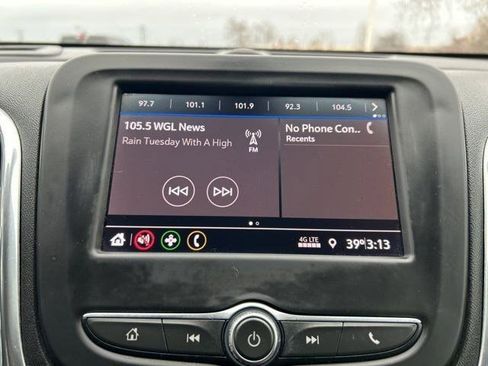 97.7 101.1 101.9 92.3 104.5
105.5 WGL News
Rain Tuesday With A High
FM
No Phone Con..
Recents
4G LTE
39° 3:13